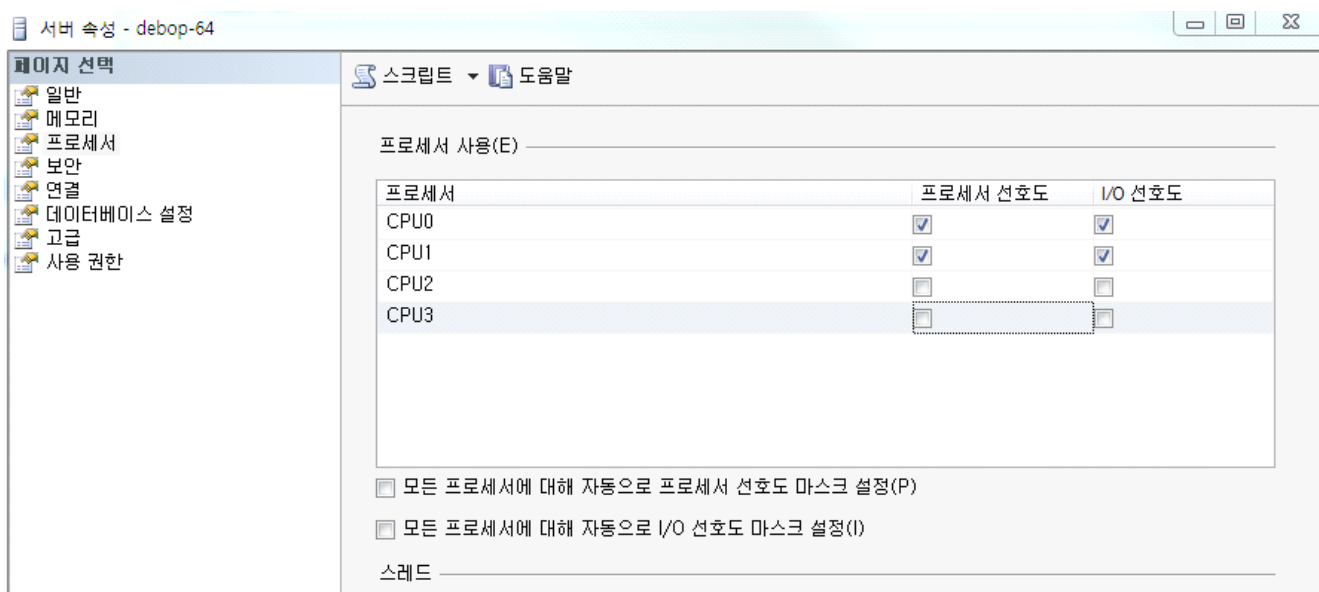 서버 속성 - debop-64
페이지 선택
일반
메모리
프로세서
보안
연결
데이터베이스 설정
고급
사용 권한
스크립트 도움말
프로세서 사용(E)
프로세서 프로세서 선호도 I/O 선호도
CPU0
CPU1
CPU2
CPU3
모든 프로세서에 대해 자동으로 프로세서 선호도 마스크 설정(P)
모든 프로세서에 대해 자동으로 I/O 선호도 마스크 설정(I)
스레드